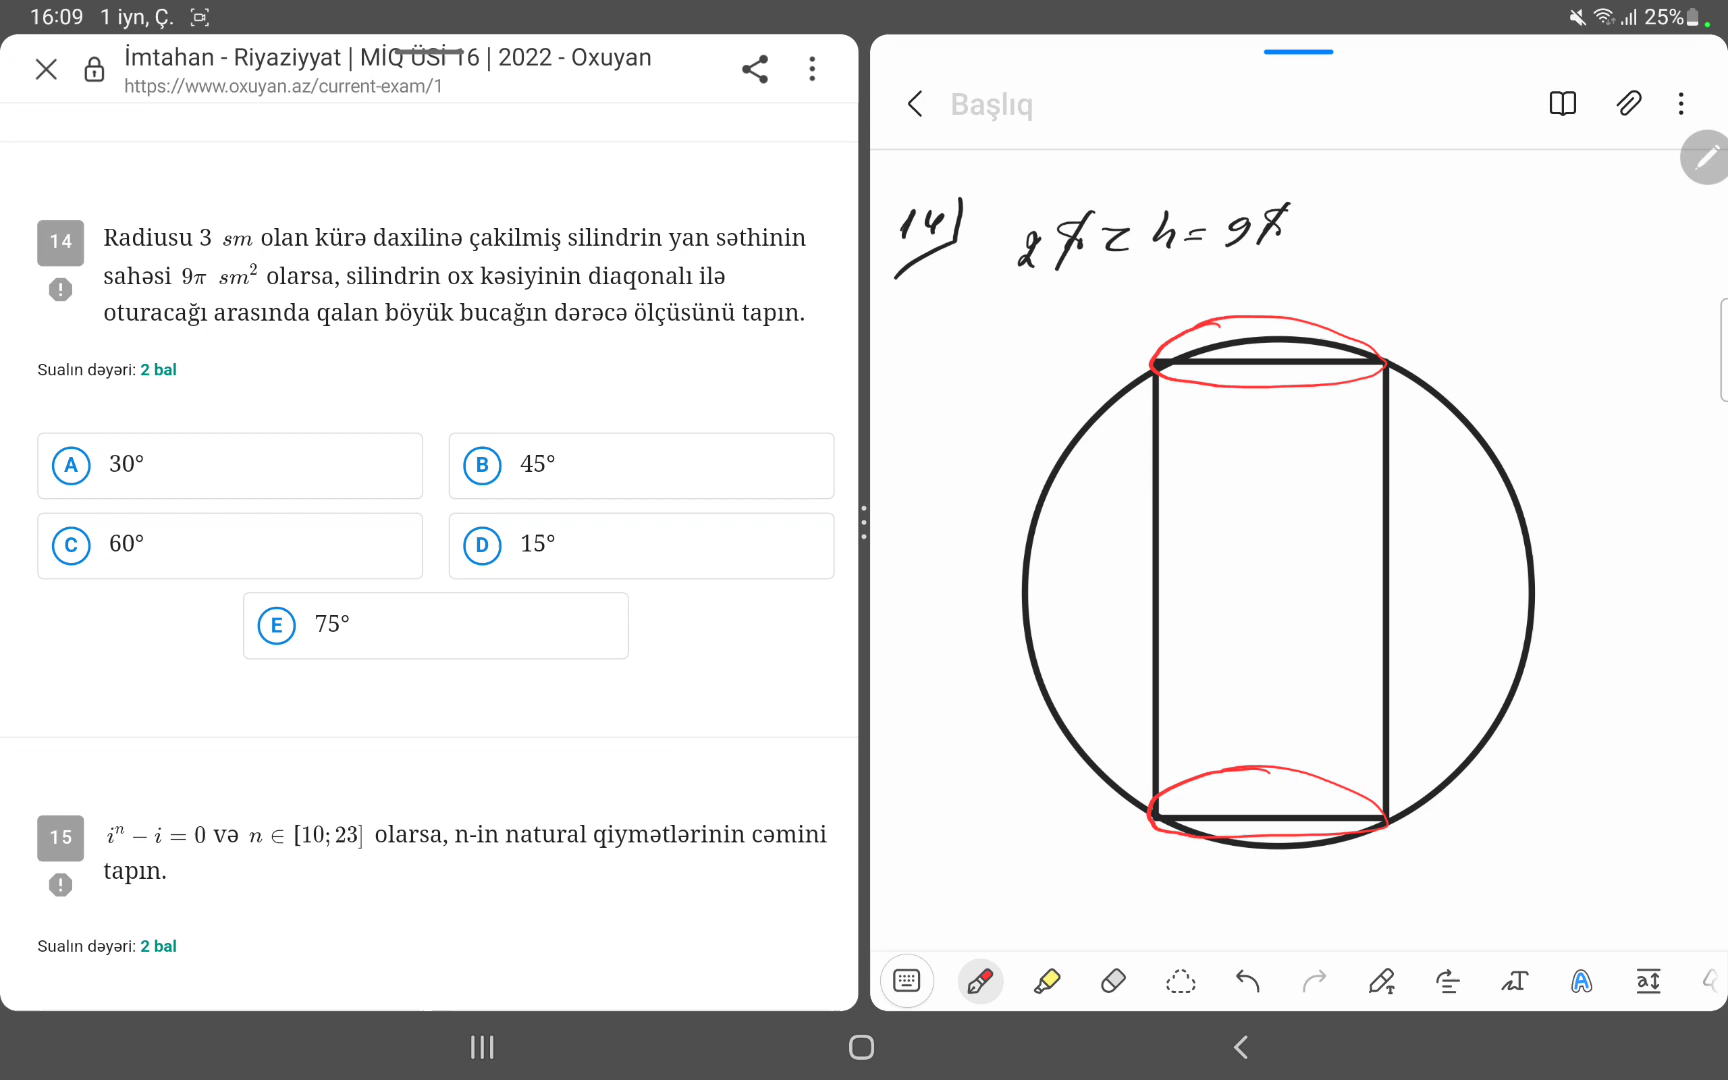 16:09 1 iyn, Ç. 25%
İmtahan - Riyaziyyat | MİQ ÜSİ 16 | 2022 - Oxuyan
https://www.oxuyan.az/current-exam/1
14
Radiusu 3 sm olan kürə daxilinə çakilmiş silindrin yan səthinin
sahəsi 9π sm² olarsa, silindrin ox kəsiyinin diaqonalı ilə
oturacağı arasında qalan böyük bucağın dərəcə ölçüsünü tapın.
Sualın dəyəri: 2 bal
A 30°
B 45°
C 60°
D 15°
E 75°
15
iⁿ − i = 0 və n ∈ [10; 23] olarsa, n-in natural qiymətlərinin cəmini
tapın.
Sualın dəyəri: 2 bal
Başlıq
14) 2π r h = 9π